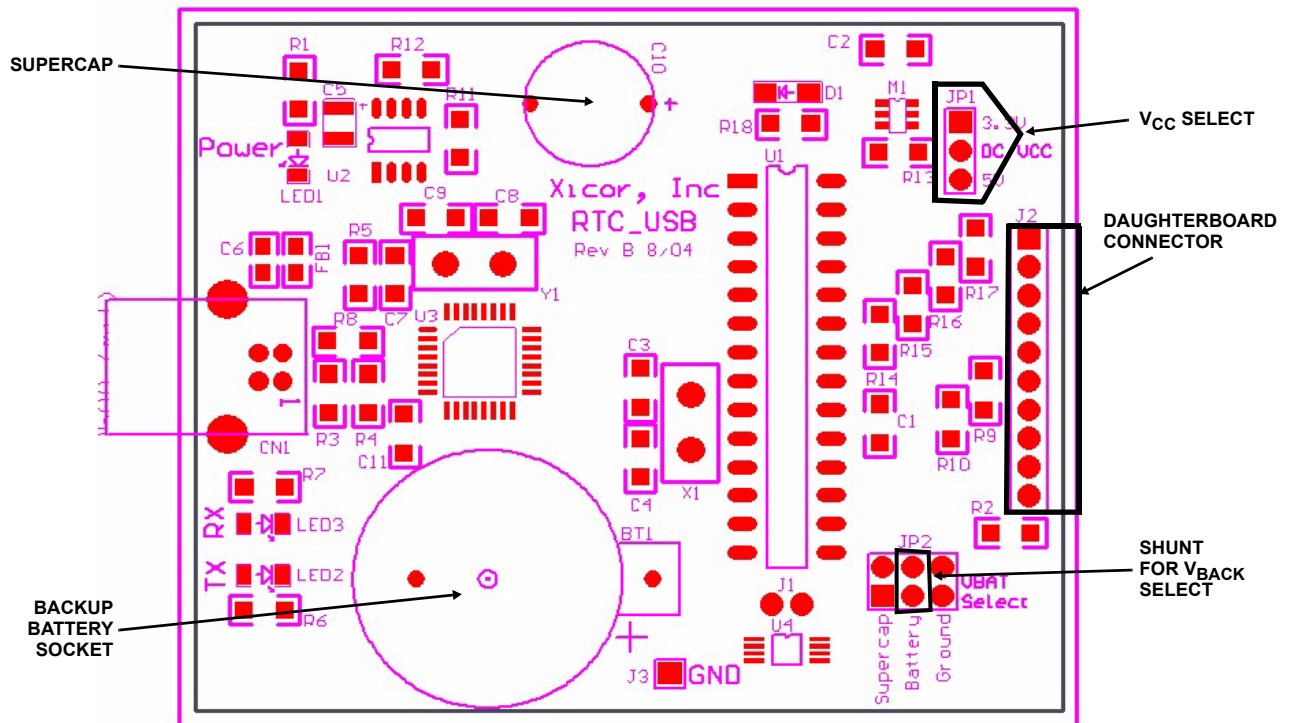 SUPERCAP
R1
R12
C5
+
R11
C10
+
C2
D1
M1
JP1
3.3V
DC VCC
5V
VCC SELECT
R18
R13
U1
Power
LED1
U2
Xicor, Inc
RTC_USB
Rev B 8/04
C9
C8
Y1
J2
DAUGHTERBOARD
CONNECTOR
C6
FB1
R5
C7
U3
R8
R17
R16
R15
R14
C3
C1
R9
R10
CN1
R3
R4
C11
C4
X1
R7
RX
LED3
R2
TX
LED2
R6
BT1
+
JP2
VBAT
Select
Supercap
Battery
Ground
SHUNT
FOR VBACK
SELECT
J1
U4
J3
GND
BACKUP
BATTERY
SOCKET